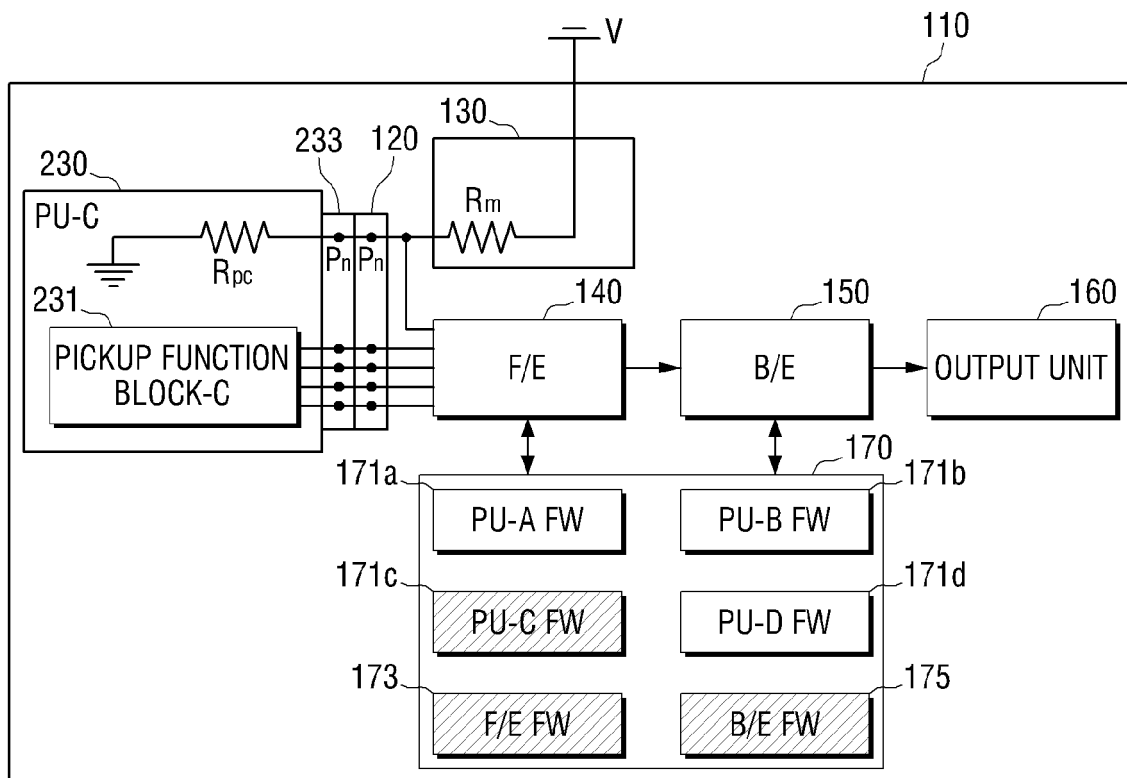 V
110
130
233
120
230
PU-C
Rm
Rpc
Pn
Pn
231
PICKUP FUNCTION
BLOCK-C
140
F/E
150
B/E
160
OUTPUT UNIT
170
171a
PU-A FW
171b
PU-B FW
171c
PU-C FW
171d
PU-D FW
173
F/E FW
175
B/E FW